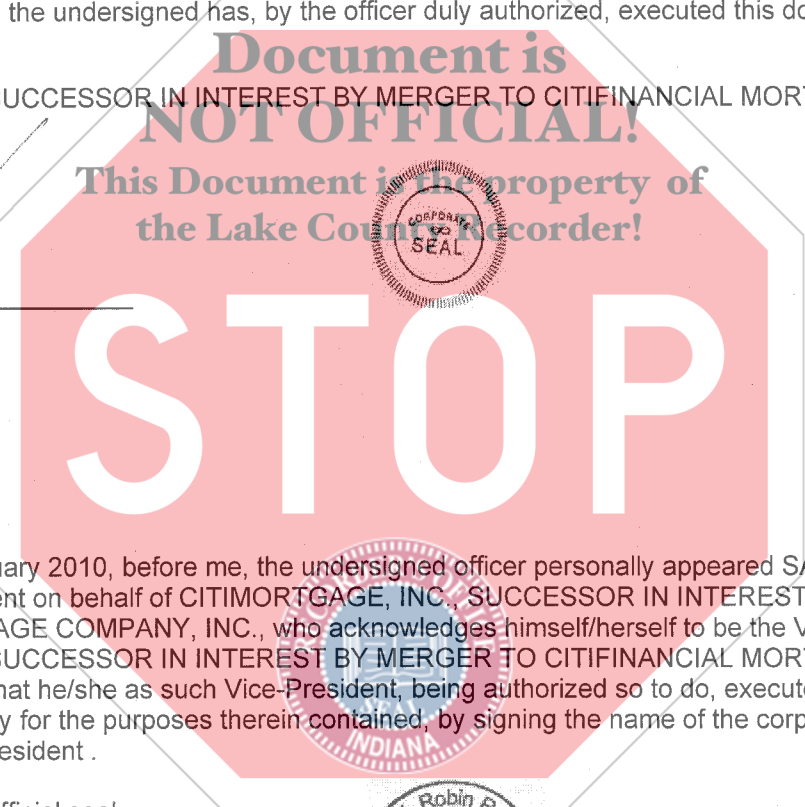 the undersigned has, by the officer duly authorized, executed this do
Document is
UCCESSOR IN INTEREST BY MERGER TO CITIFINANCIAL MOR
NOT OFFICIAL!
This Document is the property of
the Lake County Recorder!
CORPORATE
SEAL
STOP
uary 2010, before me, the undersigned officer personally appeared SA
ent on behalf of CITIMORTGAGE, INC., SUCCESSOR IN INTEREST
AGE COMPANY, INC., who acknowledges himself/herself to be the V
SUCCESSOR IN INTEREST BY MERGER TO CITIFINANCIAL MOR
hat he/she as such Vice-President, being authorized so to do, execut
y for the purposes therein contained, by signing the name of the corp
esident .
SEAL
INDIANA
Robin